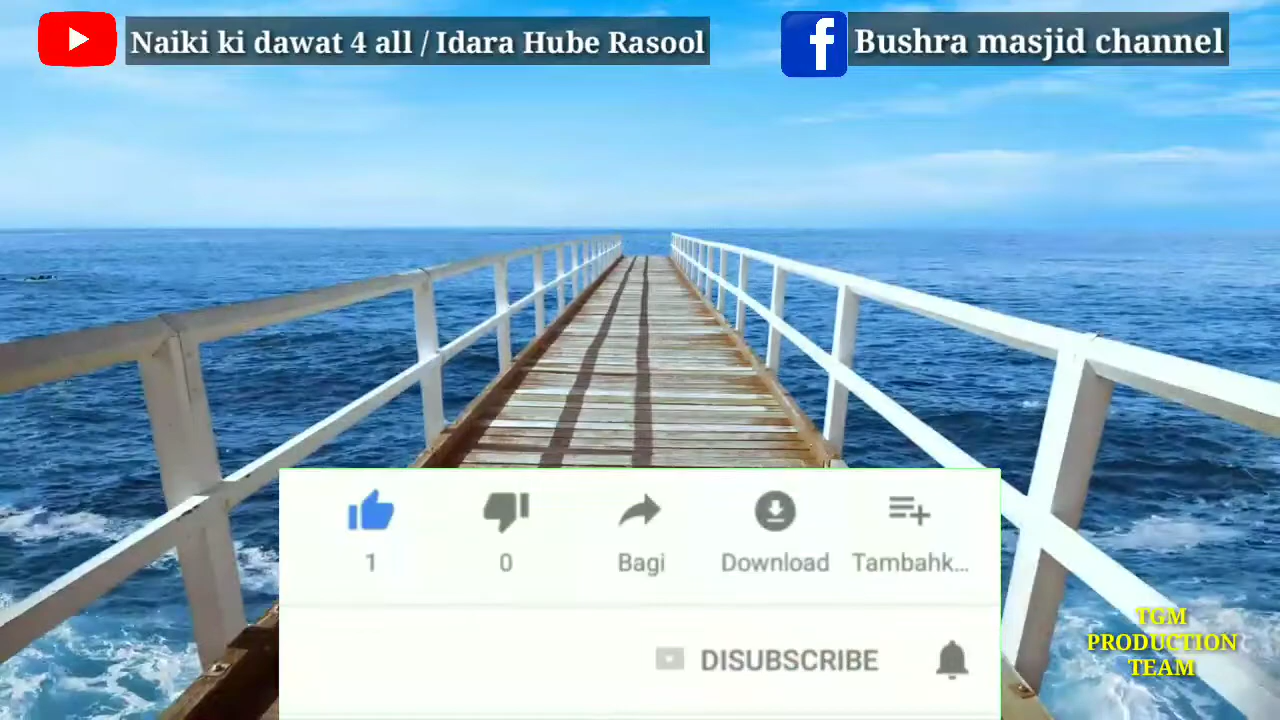 Naiki ki dawat 4 all / Idara Hube Rasool
Bushra masjid channel
1
0
Bagi
Download
Tambahk...
DISUBSCRIBE
TGM
PRODUCTION
TEAM